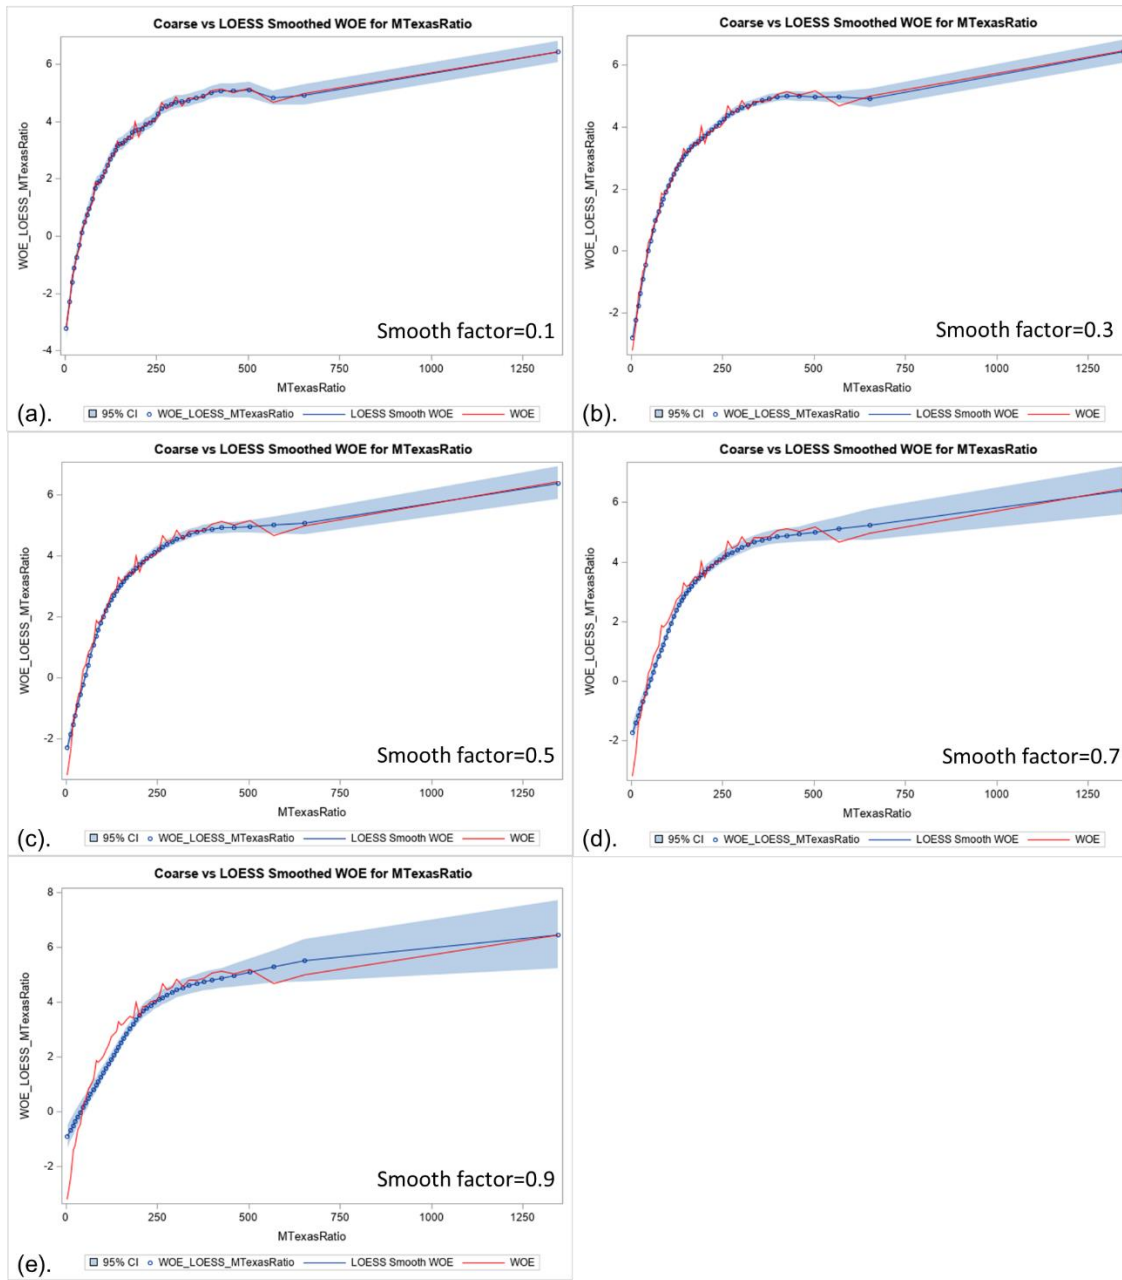 Coarse vs LOESS Smoothed WOE for MTexasRatio
WOE_LOESS_MTexasRatio
6
4
2
0
-2
-4
Smooth factor=0.1
0 250 500 750 1000 1250
MTexasRatio
(a).
95% CI WOE_LOESS_MTexasRatio LOESS Smooth WOE WOE
Coarse vs LOESS Smoothed WOE for MTexasRatio
WOE_LOESS_MTexasRatio
6
4
2
0
-2
Smooth factor=0.3
0 250 500 750 1000 1250
MTexasRatio
(b).
95% CI WOE_LOESS_MTexasRatio LOESS Smooth WOE WOE
Coarse vs LOESS Smoothed WOE for MTexasRatio
WOE_LOESS_MTexasRatio
6
4
2
0
-2
Smooth factor=0.5
0 250 500 750 1000 1250
MTexasRatio
(c).
95% CI WOE_LOESS_MTexasRatio LOESS Smooth WOE WOE
Coarse vs LOESS Smoothed WOE for MTexasRatio
WOE_LOESS_MTexasRatio
6
4
2
0
-2
Smooth factor=0.7
0 250 500 750 1000 1250
MTexasRatio
(d).
95% CI WOE_LOESS_MTexasRatio LOESS Smooth WOE WOE
Coarse vs LOESS Smoothed WOE for MTexasRatio
WOE_LOESS_MTexasRatio
8
6
4
2
0
-2
Smooth factor=0.9
0 250 500 750 1000 1250
MTexasRatio
(e).
95% CI WOE_LOESS_MTexasRatio LOESS Smooth WOE WOE